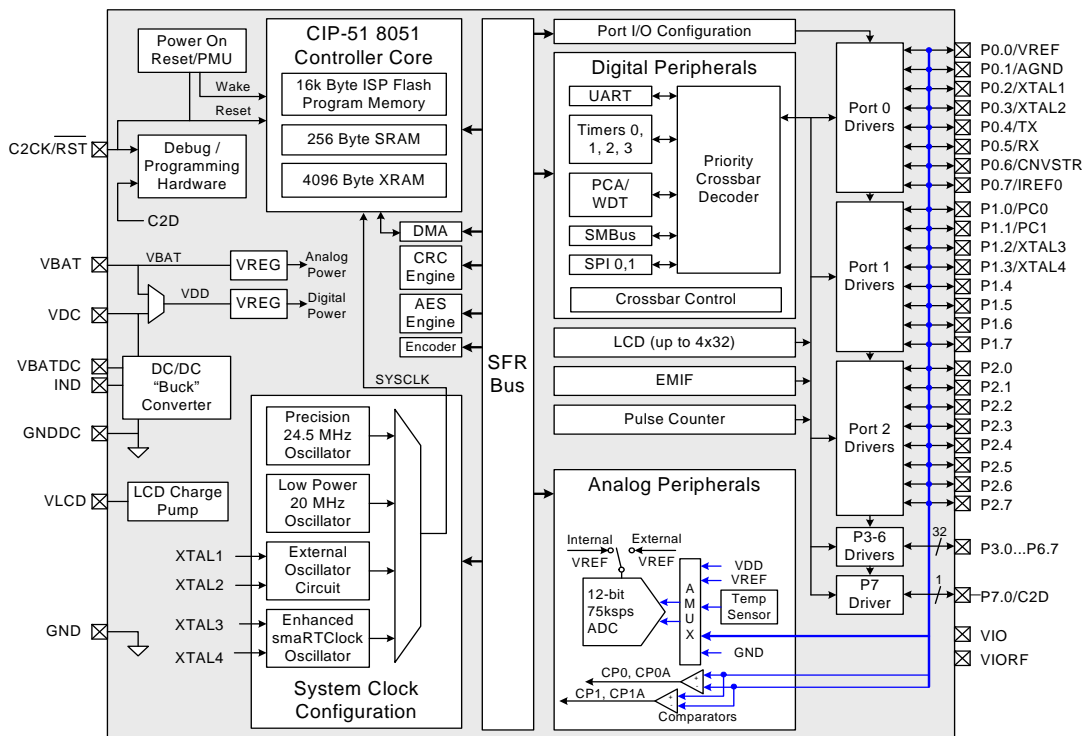 Power On
Reset/PMU
Wake
Reset
C2CK/RST
Debug /
Programming
Hardware
C2D
CIP-51 8051
Controller Core
16k Byte ISP Flash
Program Memory
256 Byte SRAM
4096 Byte XRAM
VBAT
VBAT
VREG
Analog
Power
VDC
VDD
VREG
Digital
Power
VBATDC
IND
DC/DC
“Buck”
Converter
GNDDC
VLCD
LCD Charge
Pump
GND
DMA
CRC
Engine
AES
Engine
Encoder
SYSCLK
Precision
24.5 MHz
Oscillator
Low Power
20 MHz
Oscillator
XTAL1
XTAL2
External
Oscillator
Circuit
XTAL3
XTAL4
Enhanced
smaRTClock
Oscillator
System Clock
Configuration
SFR
Bus
Port I/O Configuration
Digital Peripherals
UART
Timers 0,
1, 2, 3
PCA/
WDT
SMBus
SPI 0,1
Priority
Crossbar
Decoder
Crossbar Control
LCD (up to 4x32)
EMIF
Pulse Counter
Analog Peripherals
Internal
VREF
External
VREF
12-bit
75ksps
ADC
A
M
U
X
VDD
VREF
Temp
Sensor
GND
CP0, CP0A
CP1, CP1A
+
-
+
-
Comparators
Port 0
Drivers
Port 1
Drivers
Port 2
Drivers
P3-6
Drivers
P7
Driver
32
1
P0.0/VREF
P0.1/AGND
P0.2/XTAL1
P0.3/XTAL2
P0.4/TX
P0.5/RX
P0.6/CNVSTR
P0.7/IREF0
P1.0/PC0
P1.1/PC1
P1.2/XTAL3
P1.3/XTAL4
P1.4
P1.5
P1.6
P1.7
P2.0
P2.1
P2.2
P2.3
P2.4
P2.5
P2.6
P2.7
P3.0...P6.7
P7.0/C2D
VIO
VIORF